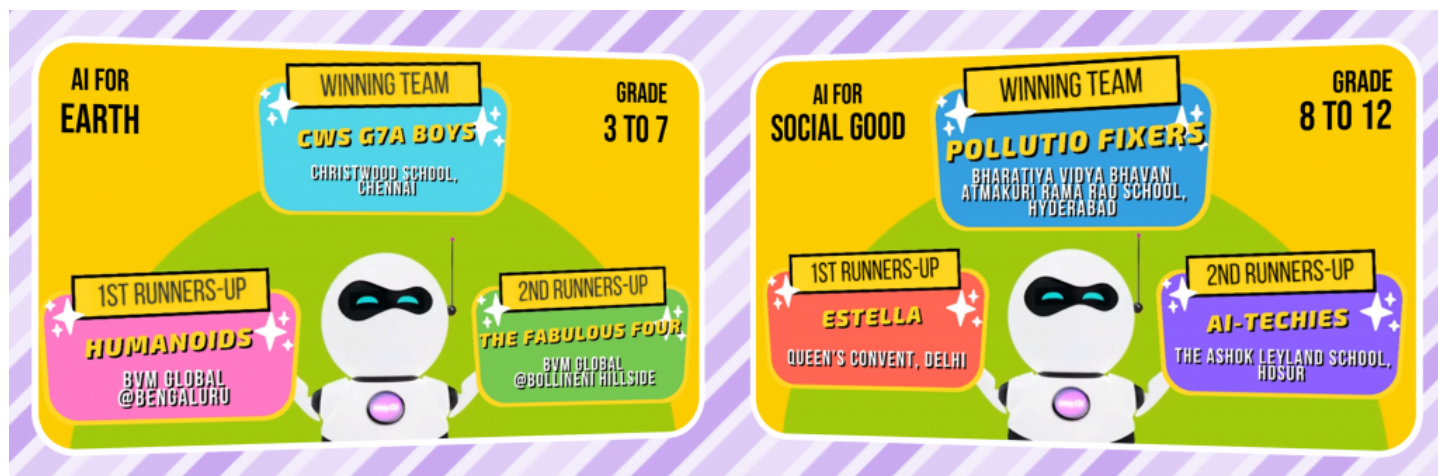 AI FOR
EARTH
WINNING TEAM
GRADE
3 TO 7
CWS G7A BOYS
CHRISTWOOD SCHOOL,
CHENNAI
1ST RUNNERS-UP
HUMANOIDS
BVM GLOBAL
@BENGALURU
2ND RUNNERS-UP
THE FABULOUS FOUR
BVM GLOBAL
@BOLLINENI HILLSIDE
AI FOR
SOCIAL GOOD
WINNING TEAM
GRADE
8 TO 12
POLLUTIO FIXERS
BHARATIYA VIDYA BHAVAN
ATMAKURI RAMA RAO SCHOOL,
HYDERABAD
1ST RUNNERS-UP
ESTELLA
QUEEN'S CONVENT, DELHI
2ND RUNNERS-UP
AI-TECHIES
THE ASHOK LEYLAND SCHOOL,
HOSUR